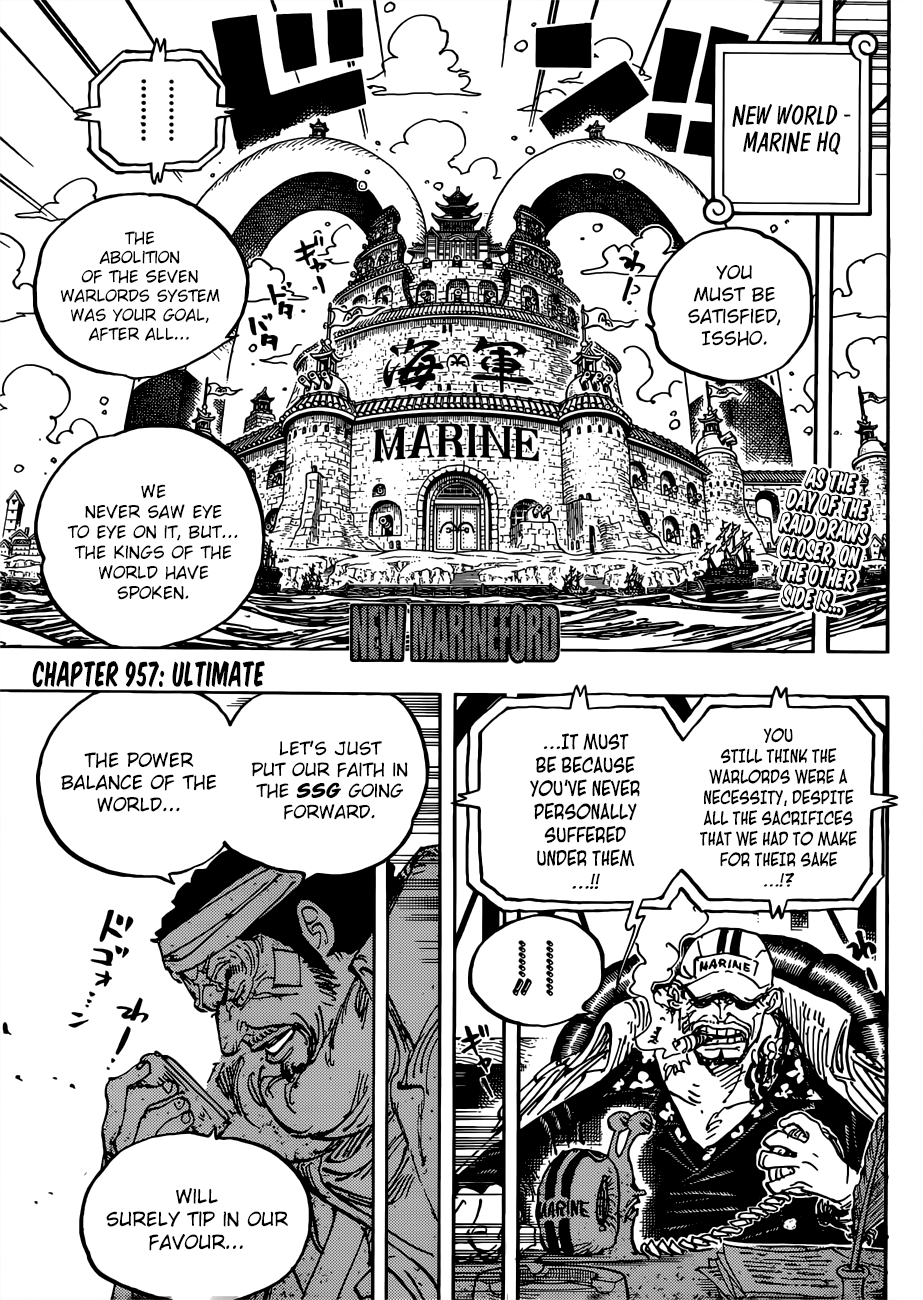 NEW WORLD -
MARINE HQ
ドン
!!
YOU
MUST BE
SATISFIED,
ISSHO.
THE
ABOLITION
OF THE SEVEN
WARLORDS SYSTEM
WAS YOUR GOAL,
AFTER ALL...
WE
NEVER SAW EYE
TO EYE ON IT, BUT...
THE KINGS OF THE
WORLD HAVE
SPOKEN.
海軍
MARINE
AS THE
DAY OF THE
RAID DRAWS
CLOSER, ON
THE OTHER
SIDE IS...
NEW MARINEFORD
CHAPTER 957: ULTIMATE
YOU
STILL THINK THE
WARLORDS WERE A
NECESSITY, DESPITE
ALL THE SACRIFICES
THAT WE HAD TO MAKE
FOR THEIR SAKE
...!?
...IT MUST
BE BECAUSE
YOU'VE NEVER
PERSONALLY
SUFFERED
UNDER THEM
...!!
MARINE
MARINE
LET'S JUST
PUT OUR FAITH IN
THE SSG GOING
FORWARD.
THE POWER
BALANCE OF THE
WORLD...
WILL
SURELY TIP IN OUR
FAVOUR...